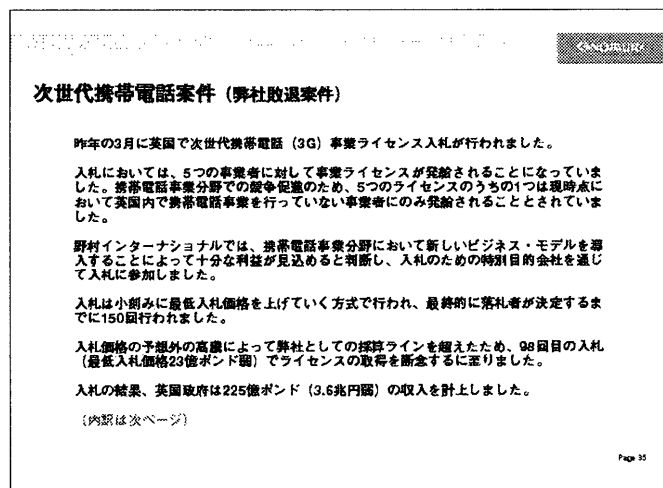 次世代携帯電話案件（弊社敗退案件）
昨年の3月に英国で次世代携帯電話（3G）事業ライセンス入札が行われました。
入札においては、5つの事業者に対して事業ライセンスが発給されることになっていま
した。携帯電話事業分野での競争促進のため、5つのライセンスのうちの1つは現時点に
おいて英国内で携帯電話事業を行っていない事業者にのみ発給されることとされていま
した。
野村インターナショナルでは、携帯電話事業分野において新しいビジネス・モデルを導
入することによって十分な利益が見込めると判断し、入札のための特別目的会社を通じ
て入札に参加しました。
入札は小刻みに最低入札価格を上げていく方式で行われ、最終的に落札者が決定するま
でに150回行われました。
入札価格の予想外の高騰によって弊社としての採算ラインを超えたため、98回目の入札
（最低入札価格23億ポンド弱）でライセンスの取得を断念するに至りました。
入札の結果、英国政府は225億ポンド（3.6兆円弱）の収入を計上しました。
（内訳は次ページ）
Page 35